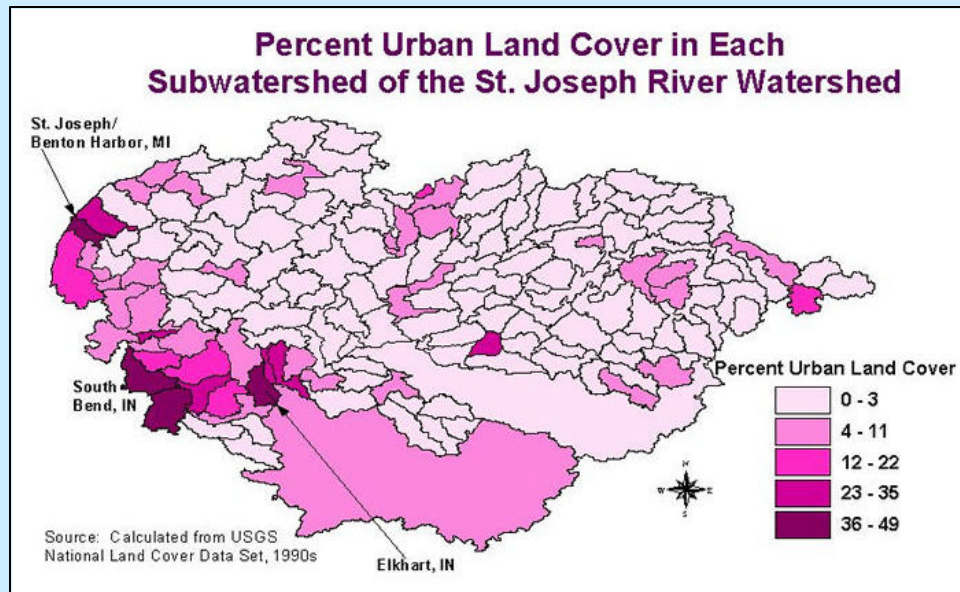 Percent Urban Land Cover in Each
Subwatershed of the St. Joseph River Watershed
St. Joseph/
Benton Harbor, MI
South
Bend, IN
Elkhart, IN
Percent Urban Land Cover
0 - 3
4 - 11
12 - 22
23 - 35
36 - 49
N
W E
S
Source: Calculated from USGS
National Land Cover Data Set, 1990s